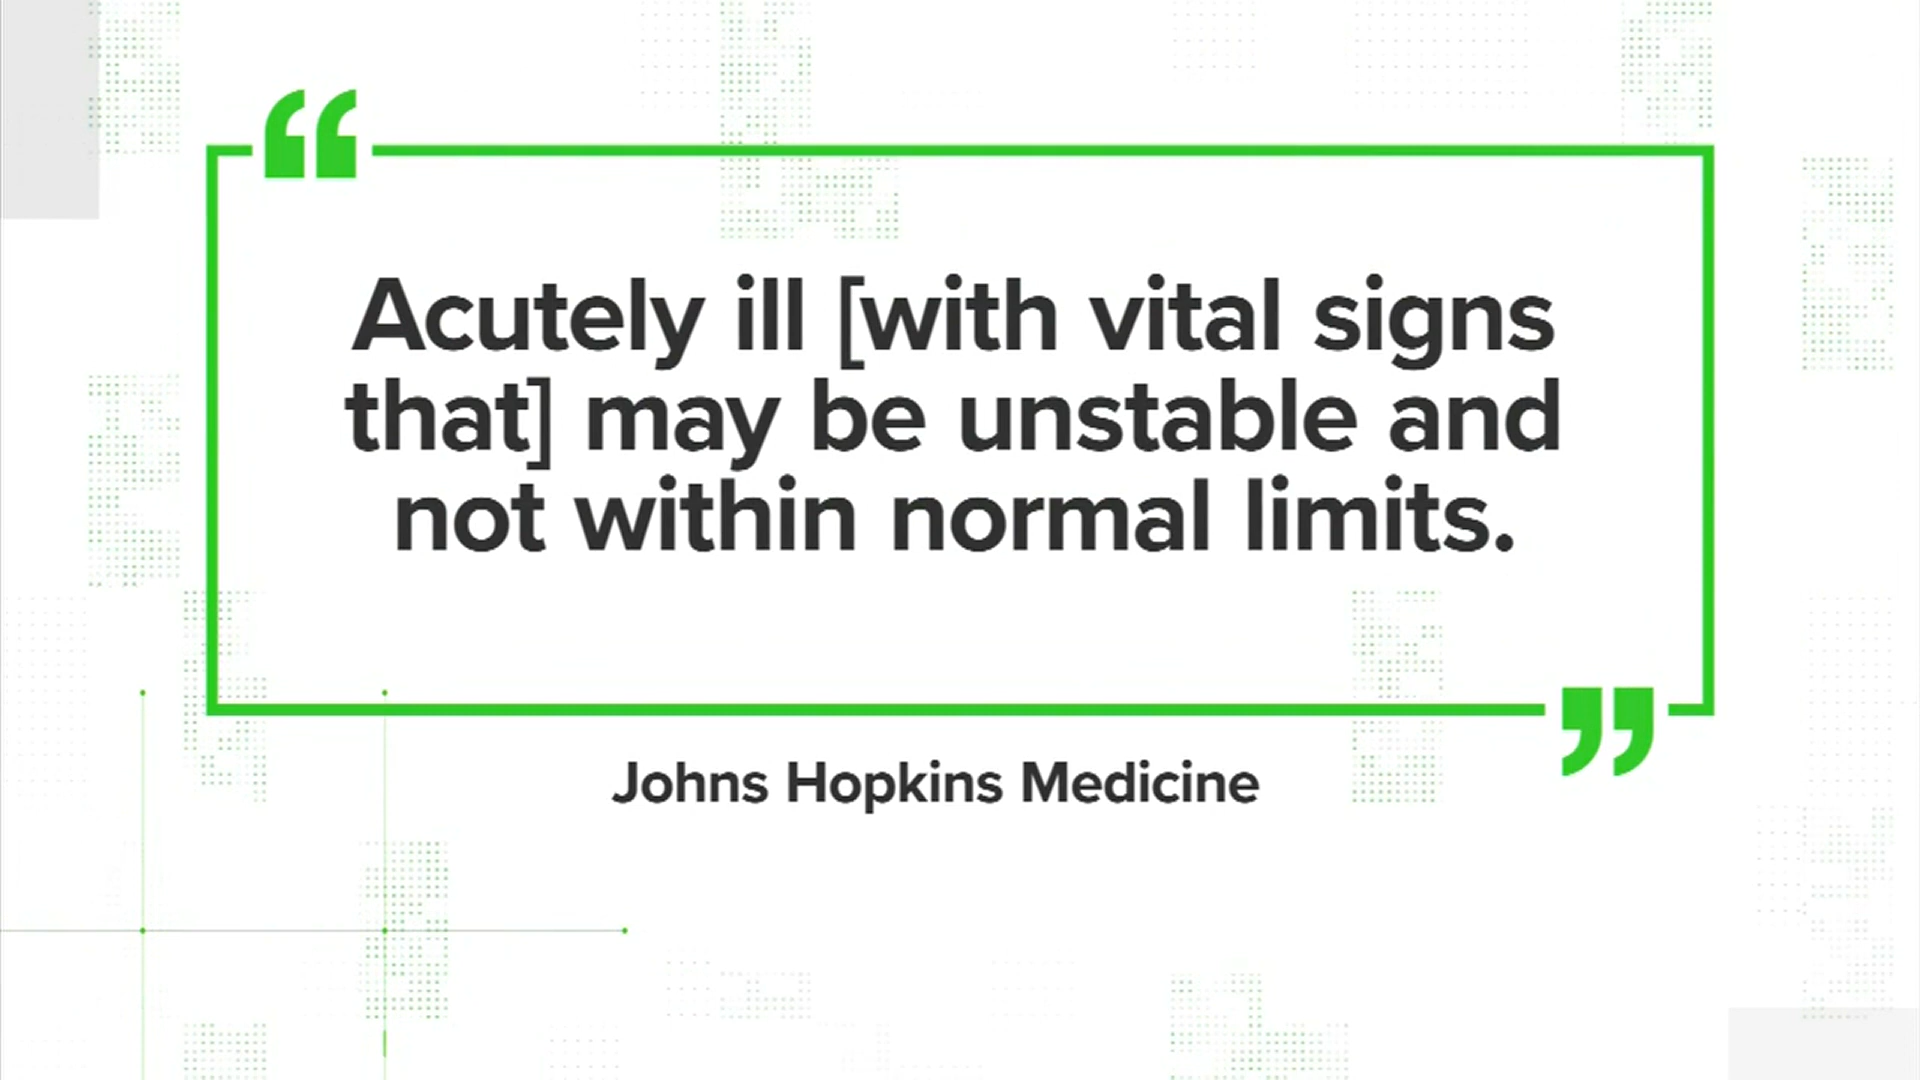 “
Acutely ill [with vital signs
that] may be unstable and
not within normal limits.
”
Johns Hopkins Medicine